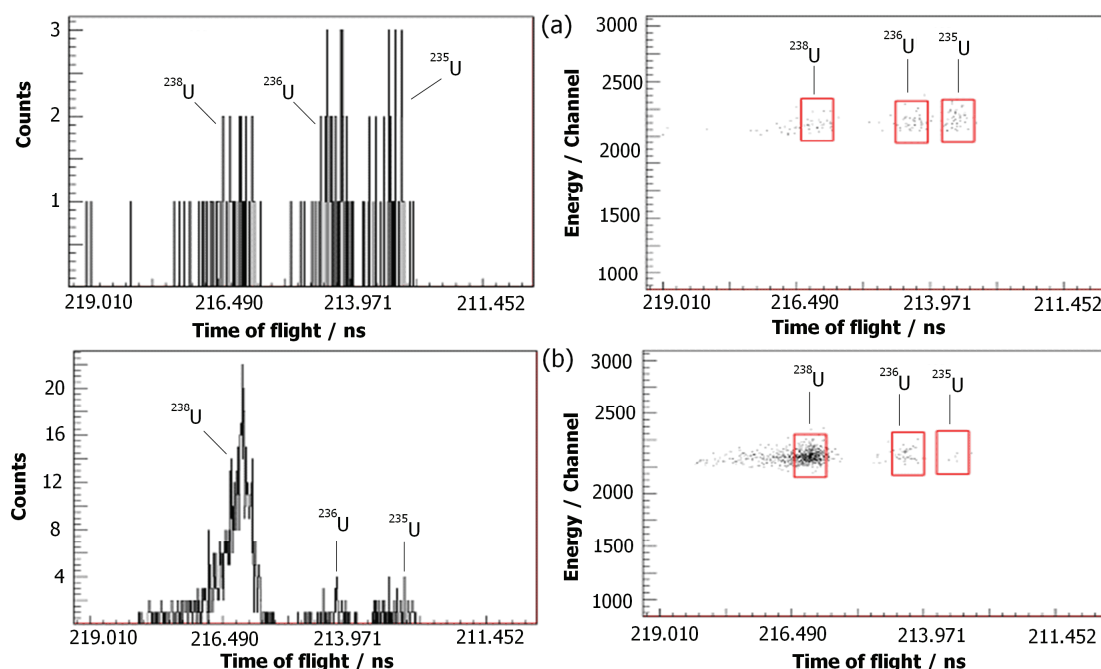 (a)
3
2
1
Counts
²³⁸U
²³⁶U
²³⁵U
219.010 216.490 213.971 211.452
Time of flight / ns
3000
2500
2000
1500
1000
Energy / Channel
²³⁸U
²³⁶U
²³⁵U
219.010 216.490 213.971 211.452
Time of flight / ns
(b)
20
16
12
8
4
Counts
²³⁸U
²³⁶U
²³⁵U
219.010 216.490 213.971 211.452
Time of flight / ns
3000
2500
2000
1500
1000
Energy / Channel
²³⁸U
²³⁶U
²³⁵U
219.010 216.490 213.971 211.452
Time of flight / ns